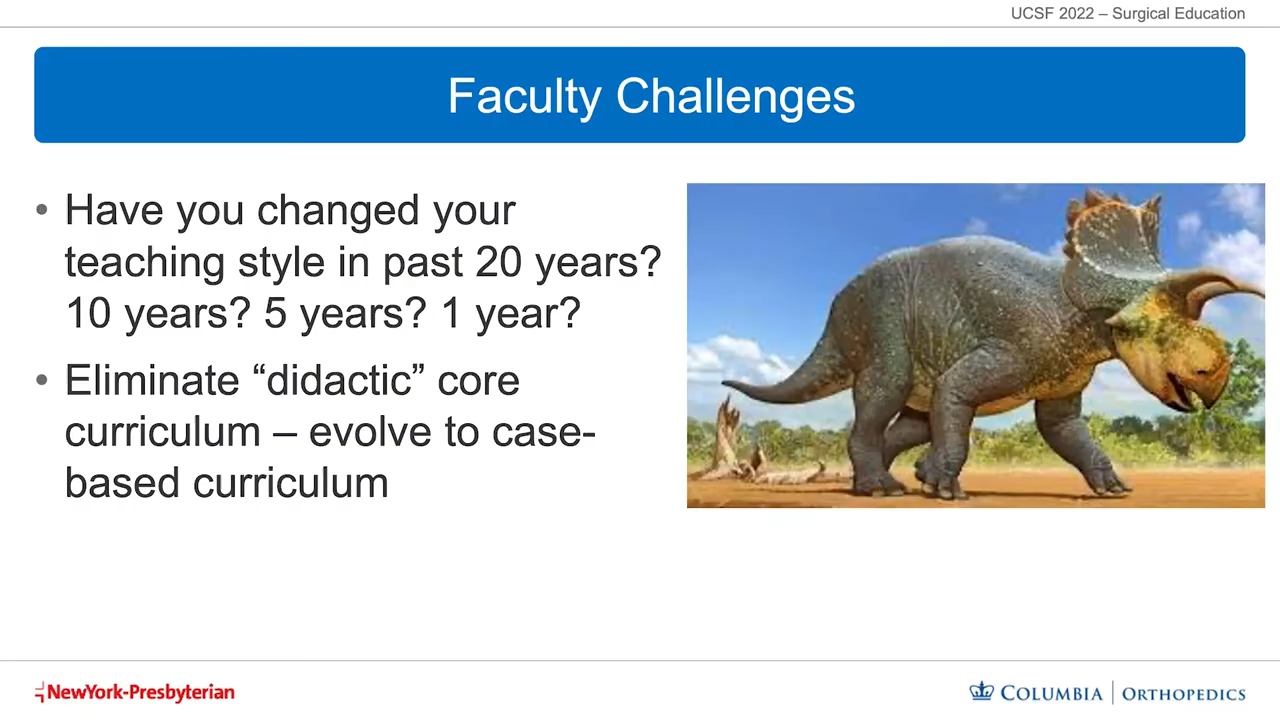 UCSF 2022 – Surgical Education
Faculty Challenges
• Have you changed your
teaching style in past 20 years?
10 years? 5 years? 1 year?
• Eliminate “didactic” core
curriculum – evolve to case-
based curriculum
NewYork-Presbyterian
COLUMBIA | ORTHOPEDICS